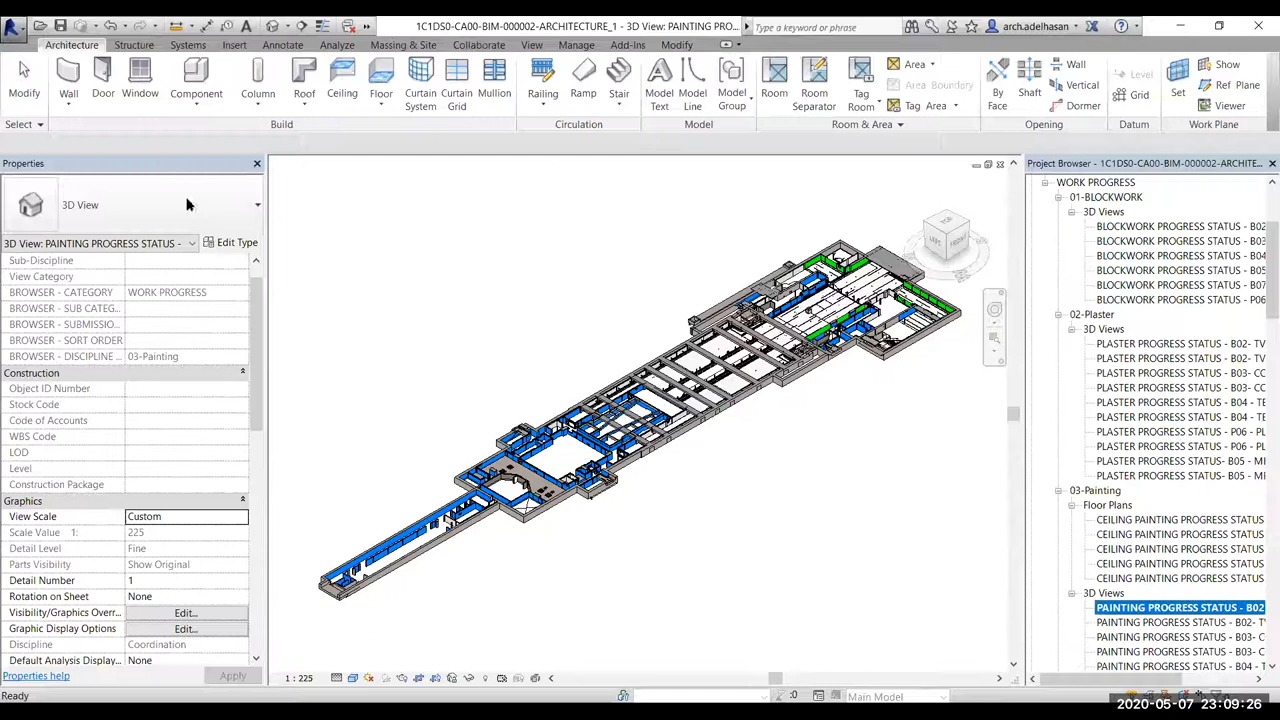 1C1DS0-CA00-BIM-000002-ARCHITECTURE_1 - 3D View: PAINTING PRO...
Type a keyword or phrase
arch.adelhasan
Architecture Structure Systems Insert Annotate Analyze Massing & Site Collaborate View Manage Add-Ins Modify
Modify
Wall Door Window Component Column Roof Ceiling Floor Curtain System Curtain Grid Mullion
Railing Ramp Stair
Model Text Model Line Model Group
Room Room Separator Tag Room
Area
Area Boundary
Tag Area
By Face Shaft
Wall
Vertical
Dormer
Level
Grid
Set
Show
Ref Plane
Viewer
Select Build Circulation Model Room & Area Opening Datum Work Plane
Properties
3D View
3D View: PAINTING PROGRESS STATUS - Edit Type
Sub-Discipline
View Category
BROWSER - CATEGORY WORK PROGRESS
BROWSER - SUB CATEG...
BROWSER - SUBMISSIO...
BROWSER - SORT ORDER
BROWSER - DISCIPLINE ... 03-Painting
Construction
Object ID Number
Stock Code
Code of Accounts
WBS Code
LOD
Level
Construction Package
Graphics
View Scale Custom
Scale Value 1: 225
Detail Level Fine
Parts Visibility Show Original
Detail Number 1
Rotation on Sheet None
Visibility/Graphics Overr... Edit...
Graphic Display Options Edit...
Discipline Coordination
Default Analysis Display... None
Properties help Apply
TOP
LEFT FRONT
1 : 225
Project Browser - 1C1DS0-CA00-BIM-000002-ARCHITE...
WORK PROGRESS
01-BLOCKWORK
3D Views
BLOCKWORK PROGRESS STATUS - B02
BLOCKWORK PROGRESS STATUS - B03
BLOCKWORK PROGRESS STATUS - B04
BLOCKWORK PROGRESS STATUS - B05
BLOCKWORK PROGRESS STATUS - B07
BLOCKWORK PROGRESS STATUS - P06
02-Plaster
3D Views
PLASTER PROGRESS STATUS - B02- TV
PLASTER PROGRESS STATUS - B02- TV
PLASTER PROGRESS STATUS - B03- CC
PLASTER PROGRESS STATUS - B03- CC
PLASTER PROGRESS STATUS - B04 - TE
PLASTER PROGRESS STATUS - B04 - TE
PLASTER PROGRESS STATUS - P06 - PL
PLASTER PROGRESS STATUS - P06 - PL
PLASTER PROGRESS STATUS- B05 - MI
PLASTER PROGRESS STATUS- B05 - M
03-Painting
Floor Plans
CEILING PAINTING PROGRESS STATUS
CEILING PAINTING PROGRESS STATUS
CEILING PAINTING PROGRESS STATUS
CEILING PAINTING PROGRESS STATUS
CEILING PAINTING PROGRESS STATUS
3D Views
PAINTING PROGRESS STATUS - B02
PAINTING PROGRESS STATUS - B02- TV
PAINTING PROGRESS STATUS - B03- C
PAINTING PROGRESS STATUS - B03- C
PAINTING PROGRESS STATUS - B04 - T
Ready
:0
Main Model
2020-05-07 23:09:26